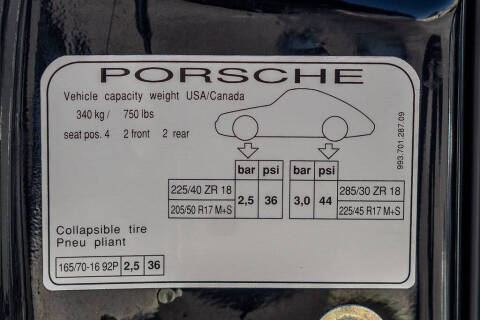 PORSCHE
Vehicle capacity weight USA/Canada
340 kg / 750 lbs
seat pos. 4 2 front 2 rear
993.701.287.09
bar psi bar psi
225/40 ZR 18 2,5 36 3,0 44 285/30 ZR 18
205/50 R17 M+S 225/45 R17 M+S
Collapsible tire
Pneu pliant
165/70-16 92P 2,5 36